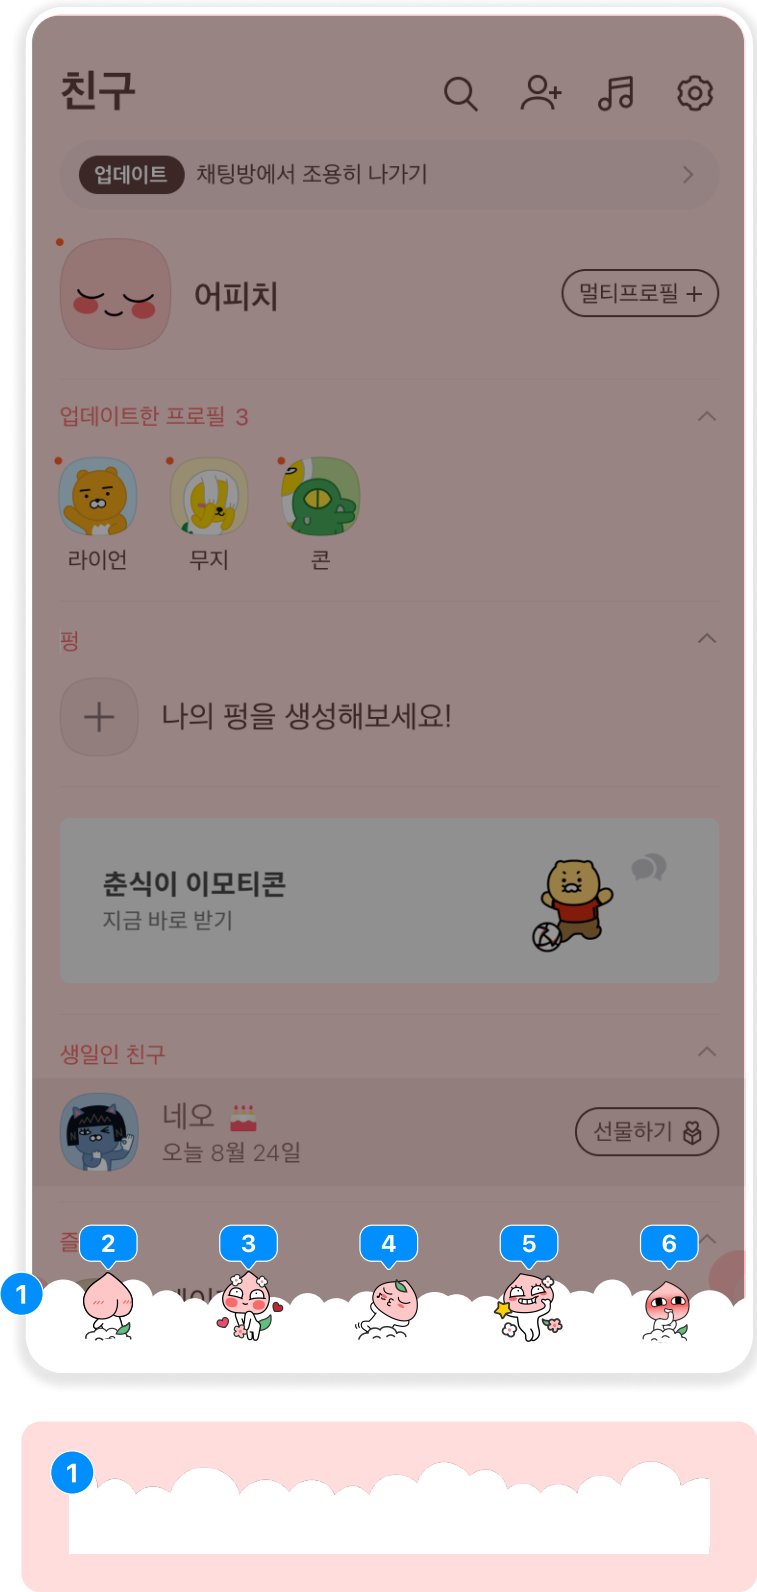 친구
업데이트 채팅방에서 조용히 나가기
어피치
멀티프로필 +
업데이트한 프로필 3
라이언
무지
콘
펑
나의 펑을 생성해보세요!
춘식이 이모티콘
지금 바로 받기
생일인 친구
네오
오늘 8월 24일
선물하기
즐
2
3
4
5
6
1
1